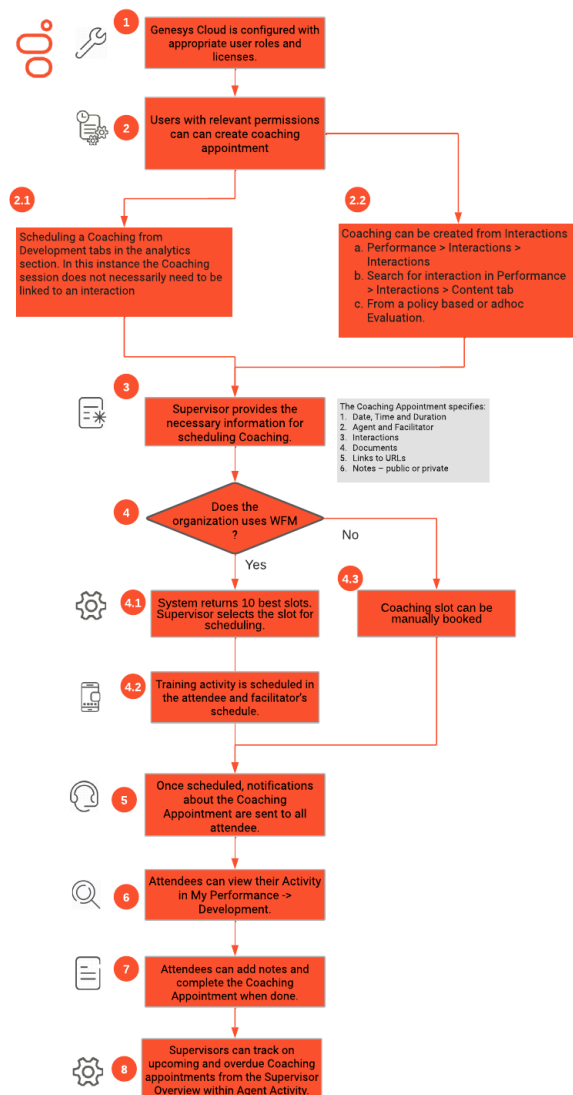 1
Genesys Cloud is configured with
appropriate user roles and
licenses.
2
Users with relevant permissions
can can create coaching
appointment
2.1
Scheduling a Coaching from
Development tabs in the analytics
section. In this instance the Coaching
session does not necessarily need to be
linked to an interaction
2.2
Coaching can be created from Interactions
a. Performance > Interactions >
Interactions
b. Search for interaction in Performance
> Interactions > Content tab
c. From a policy based or adhoc
Evaluation.
3
Supervisor provides the
necessary information for
scheduling Coaching.
The Coaching Appointment specifies:
1. Date, Time and Duration
2. Agent and Facilitator
3. Interactions
4. Documents
5. Links to URLs
6. Notes – public or private
4
Does the
organization uses WFM
?
No
Yes
4.1
System returns 10 best slots.
Supervisor selects the slot for
scheduling.
4.3
Coaching slot can be
manually booked
4.2
Training activity is scheduled in
the attendee and facilitator's
schedule.
5
Once scheduled, notifications
about the Coaching
Appointment are sent to all
attendee.
6
Attendees can view their Activity
in My Performance ->
Development.
7
Attendees can add notes and
complete the Coaching
Appointment when done.
8
Supervisors can track on
upcoming and overdue Coaching
appointments from the Supervisor
Overview within Agent Activity.